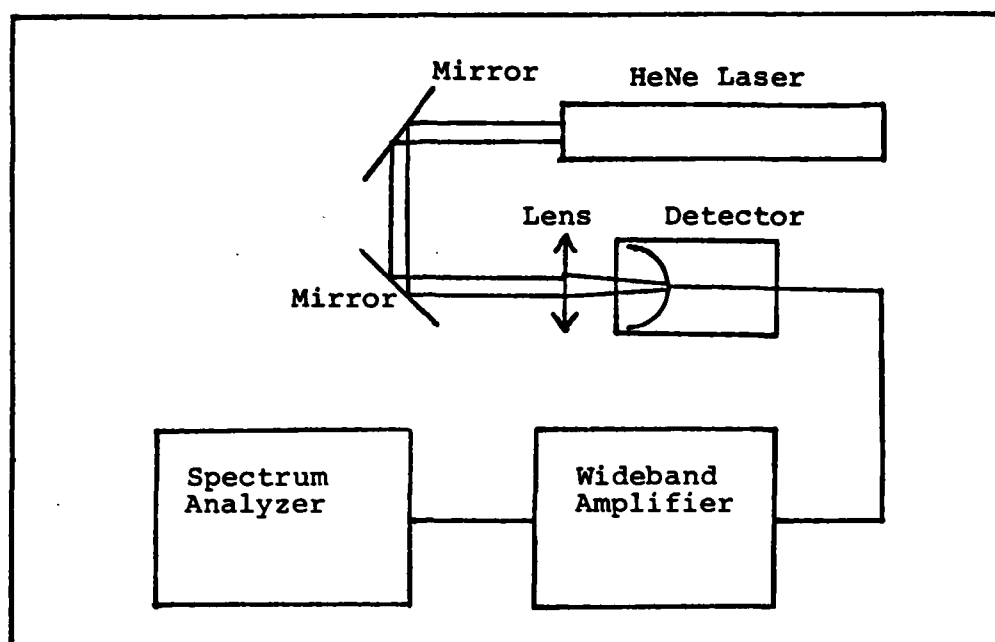 Mirror
HeNe Laser
Lens
Detector
Mirror
Spectrum
Analyzer
Wideband
Amplifier